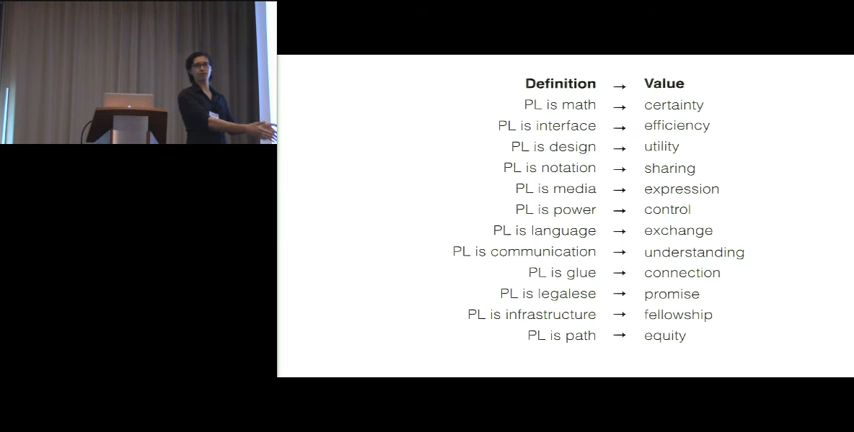 Definition → Value
PL is math → certainty
PL is interface → efficiency
PL is design → utility
PL is notation → sharing
PL is media → expression
PL is power → control
PL is language → exchange
PL is communication → understanding
PL is glue → connection
PL is legalese → promise
PL is infrastructure → fellowship
PL is path → equity